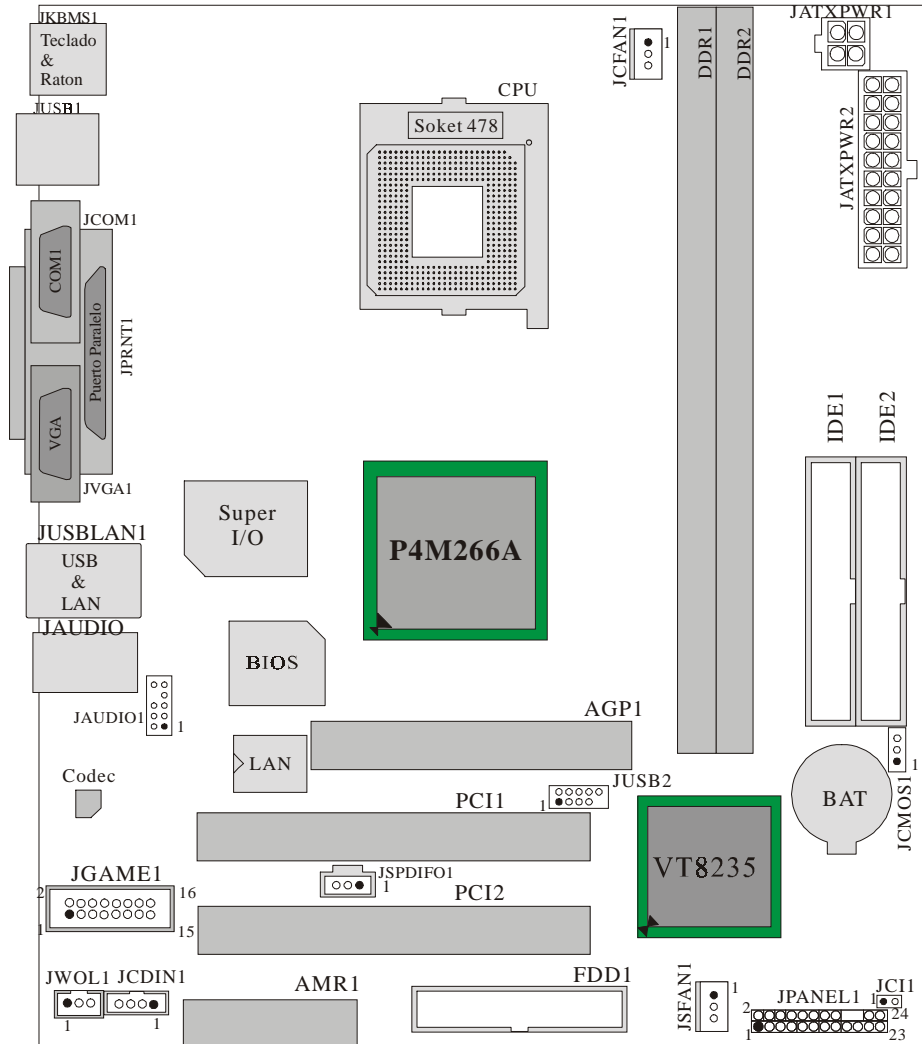 JKBMS1
Teclado
&
Raton
JUSB1
JCFAN1
1
DDR1
DDR2
JATXPWR1
JATXPWR2
CPU
Soket 478
JCOM1
COM1
Puerto Paralelo
JPRNT1
VGA
JVGA1
IDE1
IDE2
Super
I/O
P4M266A
JUSBLAN1
USB
&
LAN
JAUDIO
BIOS
JAUDIO1
1
AGP1
LAN
Codec
JUSB2
1
BAT
1
JCMOS1
PCI1
VT8235
JSPDIFO1
1
JGAME1
2
16
1
15
PCI2
JWOL1
1
JCDIN1
1
AMR1
FDD1
JSFAN1
1
JCI1
1
JPANEL1
2
24
1
23